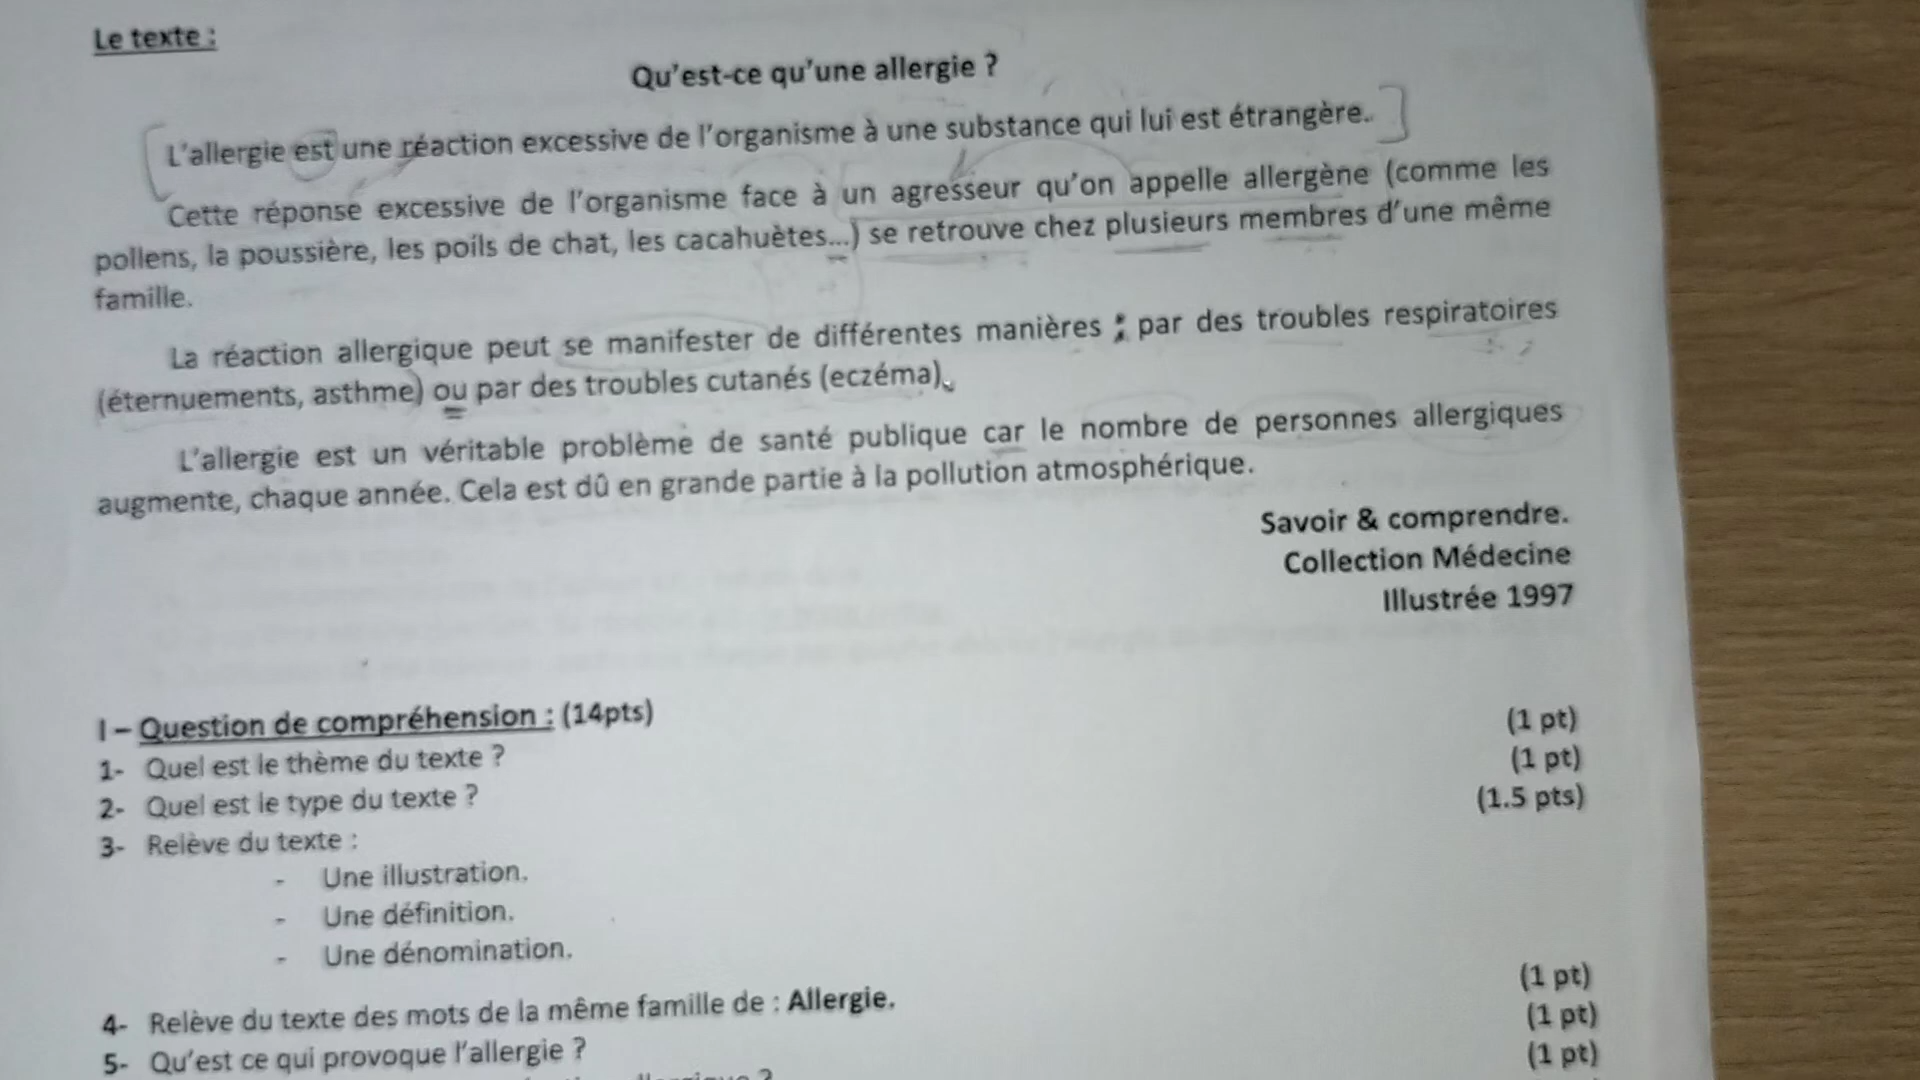 Le texte :
Qu'est-ce qu'une allergie ?
L'allergie est une réaction excessive de l'organisme à une substance qui lui est étrangère.
Cette réponse excessive de l'organisme face à un agresseur qu'on appelle allergène (comme les
pollens, la poussière, les poils de chat, les cacahuètes...) se retrouve chez plusieurs membres d'une même
famille.
La réaction allergique peut se manifester de différentes manières : par des troubles respiratoires
(éternuements, asthme) ou par des troubles cutanés (eczéma).
L'allergie est un véritable problème de santé publique car le nombre de personnes allergiques
augmente, chaque année. Cela est dû en grande partie à la pollution atmosphérique.
Savoir & comprendre.
Collection Médecine
Illustrée 1997
I – Question de compréhension : (14pts)
1- Quel est le thème du texte ? (1 pt)
2- Quel est le type du texte ? (1 pt)
3- Relève du texte : (1.5 pts)
- Une illustration.
- Une définition.
- Une dénomination.
4- Relève du texte des mots de la même famille de : Allergie. (1 pt)
5- Qu'est ce qui provoque l'allergie ? (1 pt)
(1 pt)